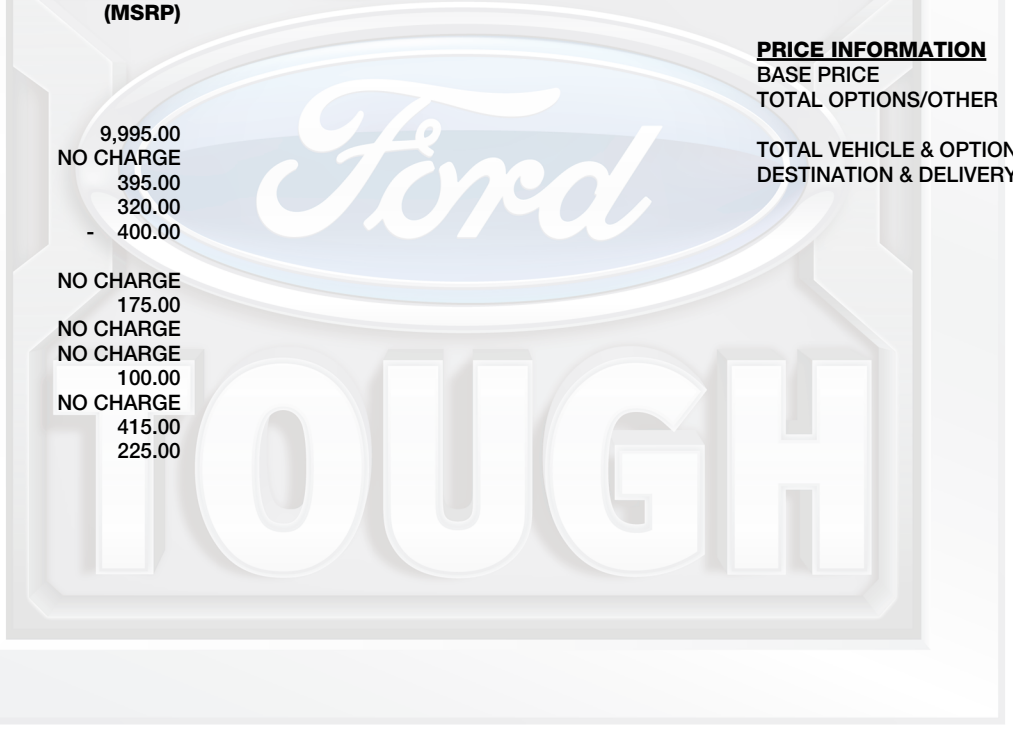 (MSRP)
9,995.00
NO CHARGE
395.00
320.00
- 400.00
NO CHARGE
175.00
NO CHARGE
NO CHARGE
100.00
NO CHARGE
415.00
225.00
PRICE INFORMATION
BASE PRICE
TOTAL OPTIONS/OTHER
TOTAL VEHICLE & OPTION
DESTINATION & DELIVERY
Ford
TOUGH